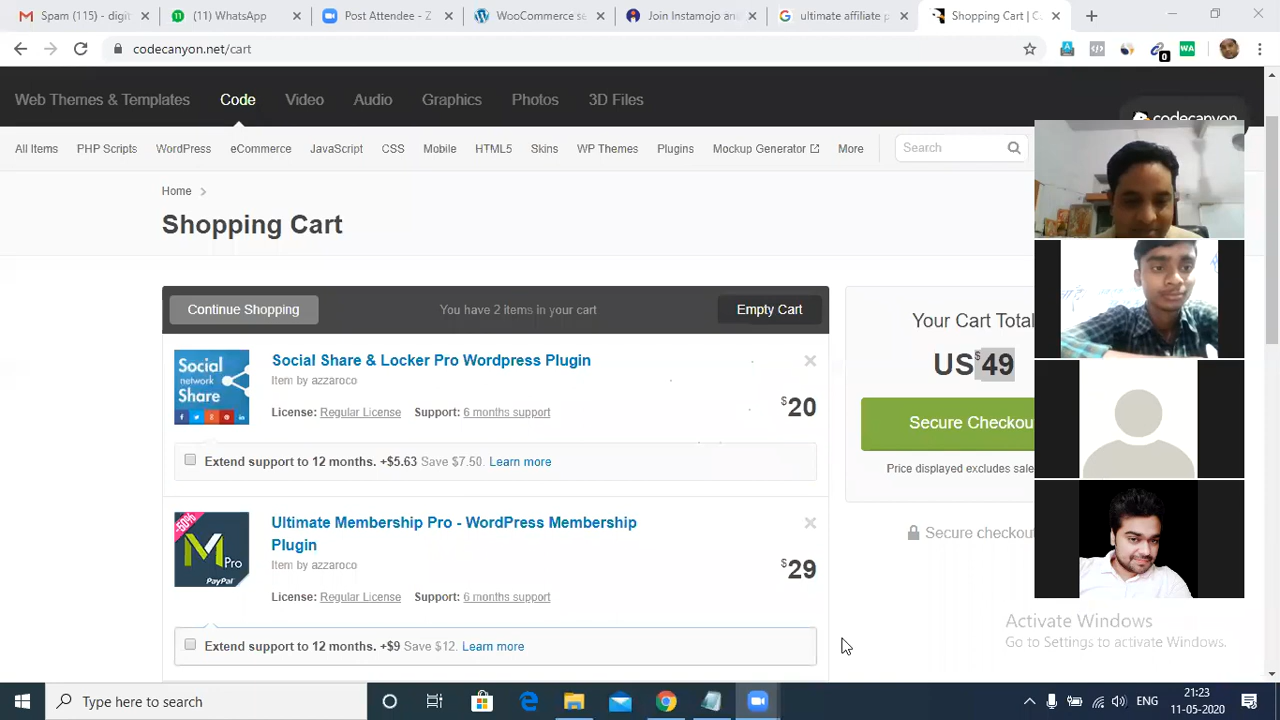 Spam (115) - digit
(11) WhatsApp
Post Attendee - Z
WooCommerce se
Join Instamojo and
ultimate affiliate p
Shopping Cart | C
codecanyon.net/cart
0
WA
Web Themes & Templates
Code
Video
Audio
Graphics
Photos
3D Files
codecanyon
All Items
PHP Scripts
WordPress
eCommerce
JavaScript
CSS
Mobile
HTML5
Skins
WP Themes
Plugins
Mockup Generator
More
Search
Home
Shopping Cart
Continue Shopping
You have 2 items in your cart
Empty Cart
Social network Share
Social Share & Locker Pro Wordpress Plugin
Item by azzaroco
License: Regular License Support: 6 months support
$20
Extend support to 12 months. +$5.63 Save $7.50. Learn more
-50%
M Pro
PayPal
Ultimate Membership Pro - WordPress Membership
Plugin
Item by azzaroco
License: Regular License Support: 6 months support
$29
Extend support to 12 months. +$9 Save $12. Learn more
Your Cart Total
US $49
Secure Checkou
Price displayed excludes sale
Secure checkout
Activate Windows
Go to Settings to activate Windows.
Type here to search
ENG
21:23
11-05-2020